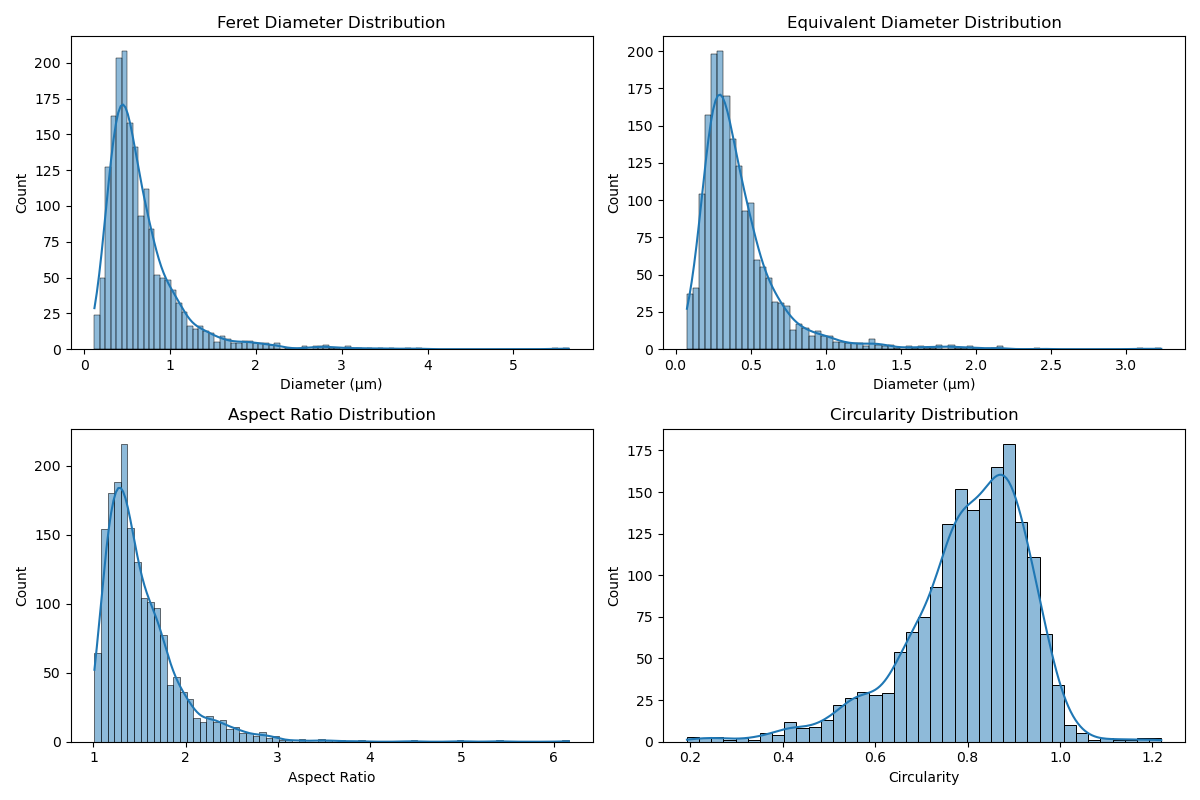 Feret Diameter Distribution
Equivalent Diameter Distribution
200
175
150
125
100
75
50
25
0
Count
0 1 2 3 4 5
Diameter (μm)
200
175
150
125
100
75
50
25
0
Count
0.0 0.5 1.0 1.5 2.0 2.5 3.0
Diameter (μm)
Aspect Ratio Distribution
Circularity Distribution
200
150
100
50
0
Count
1 2 3 4 5 6
Aspect Ratio
175
150
125
100
75
50
25
0
Count
0.2 0.4 0.6 0.8 1.0 1.2
Circularity